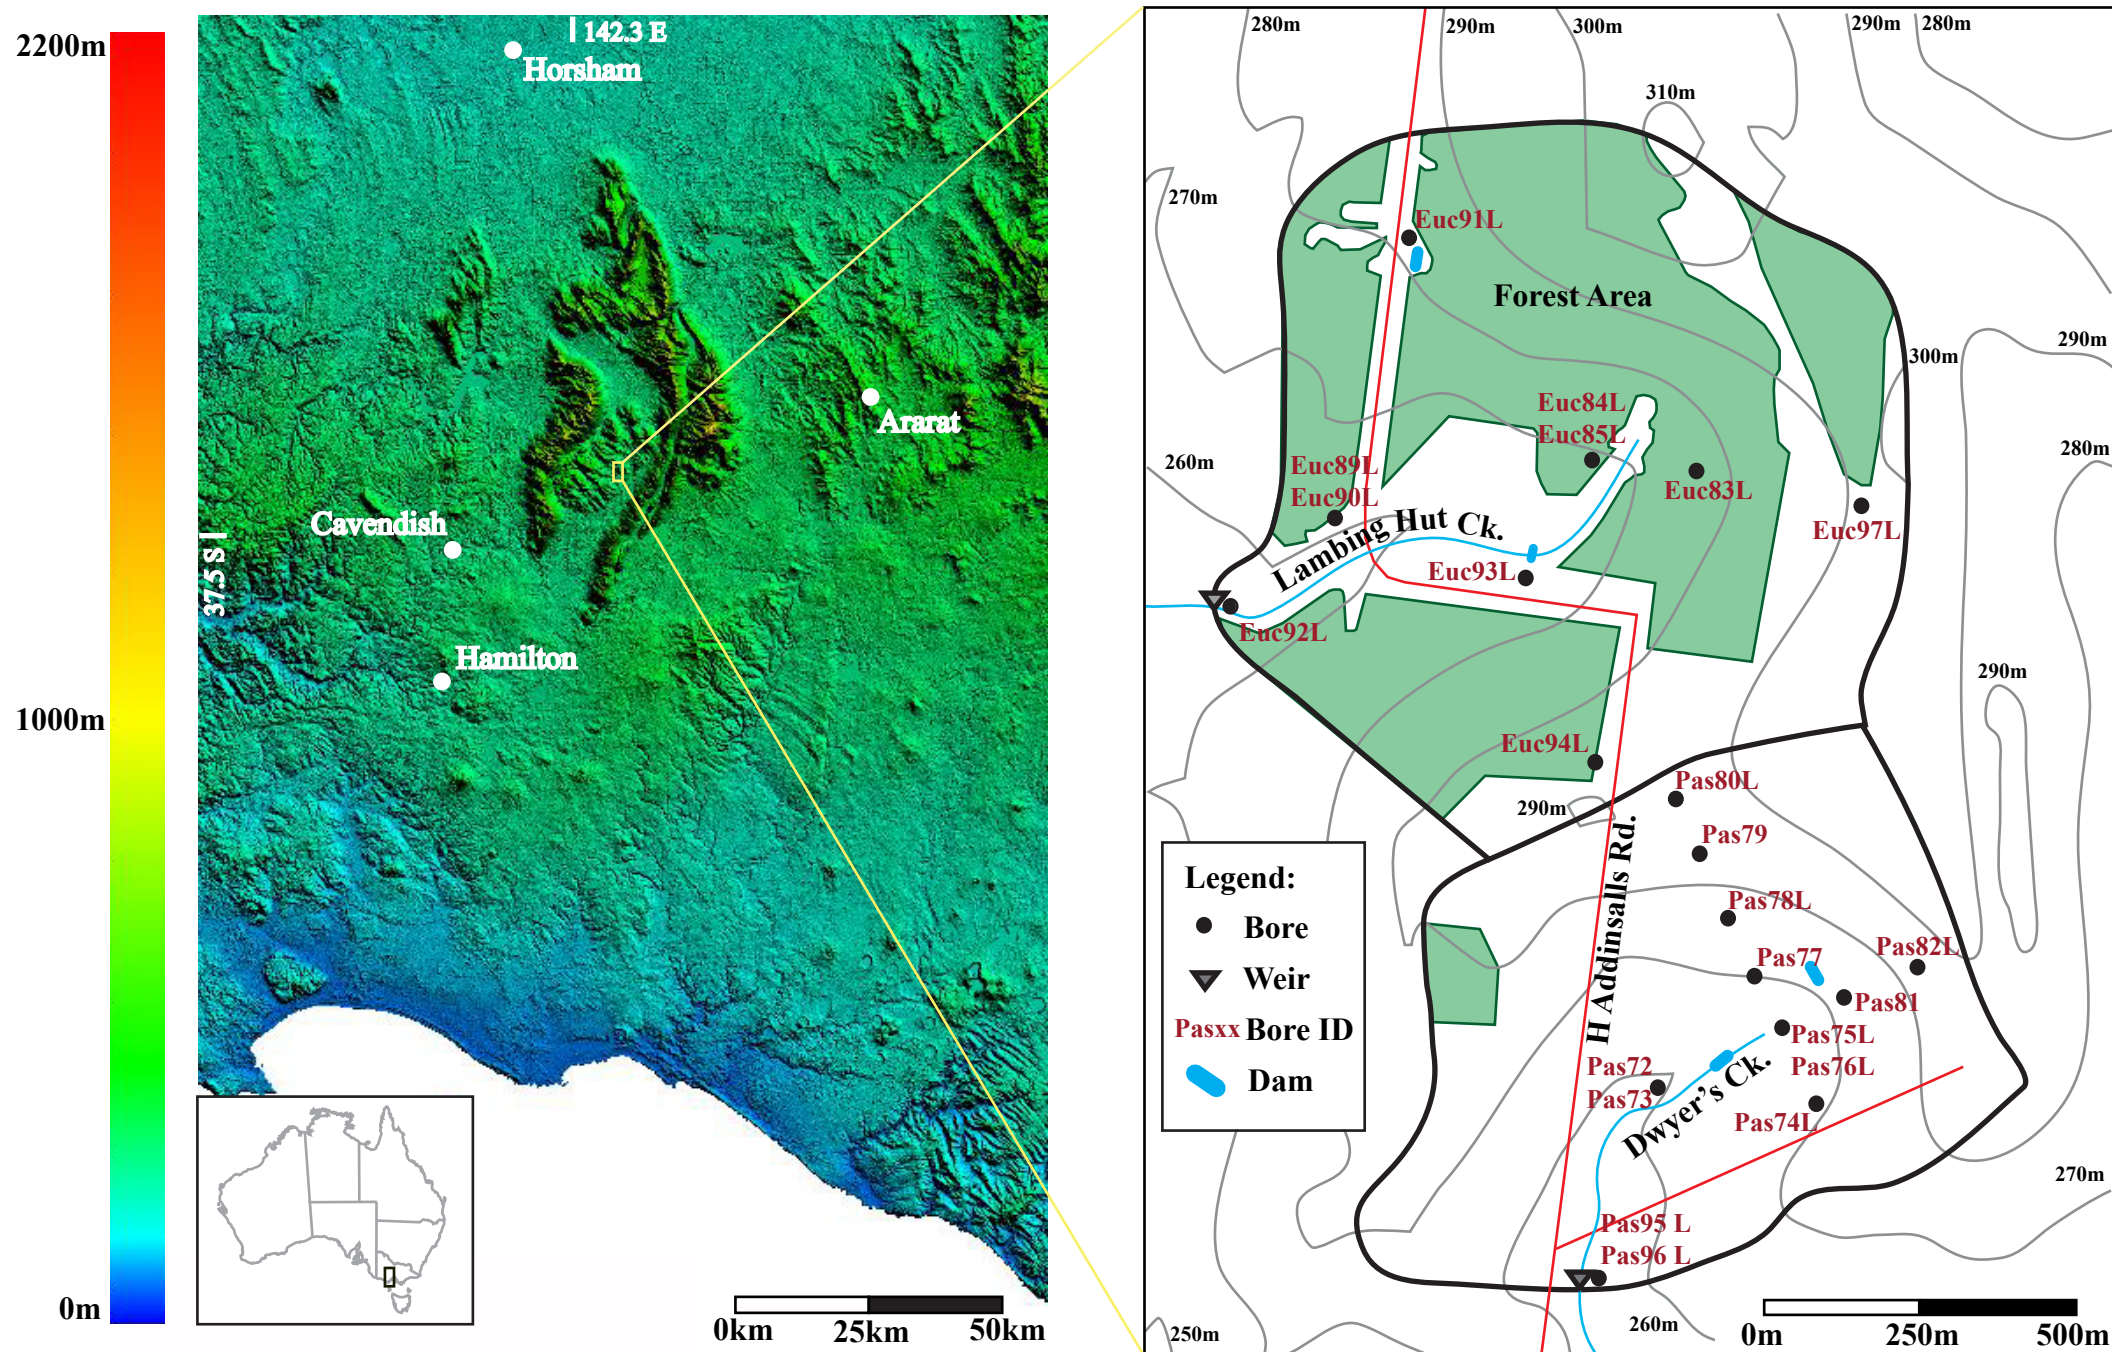 2200m
1000m
0m
142.3 E
Horsham
Ararat
Cavendish
37.5 S
Hamilton
0km
25km
50km
280m
290m
300m
290m
280m
310m
270m
Euc91L
Forest Area
300m
290m
280m
260m
Euc84L
Euc85L
Euc89L
Euc90L
Euc83L
Euc97L
Lambing Hut Ck.
Euc93L
Euc92L
290m
Euc94L
Pas80L
290m
Pas79
H Addinsalls Rd.
Pas78L
Pas77
Pas82L
Pas81
Pas75L
Pas76L
Pas72
Pas73
Dwyer's Ck.
Pas74L
270m
Pas95 L
Pas96 L
250m
260m
Legend:
Bore
Weir
Pasxx Bore ID
Dam
0m
250m
500m